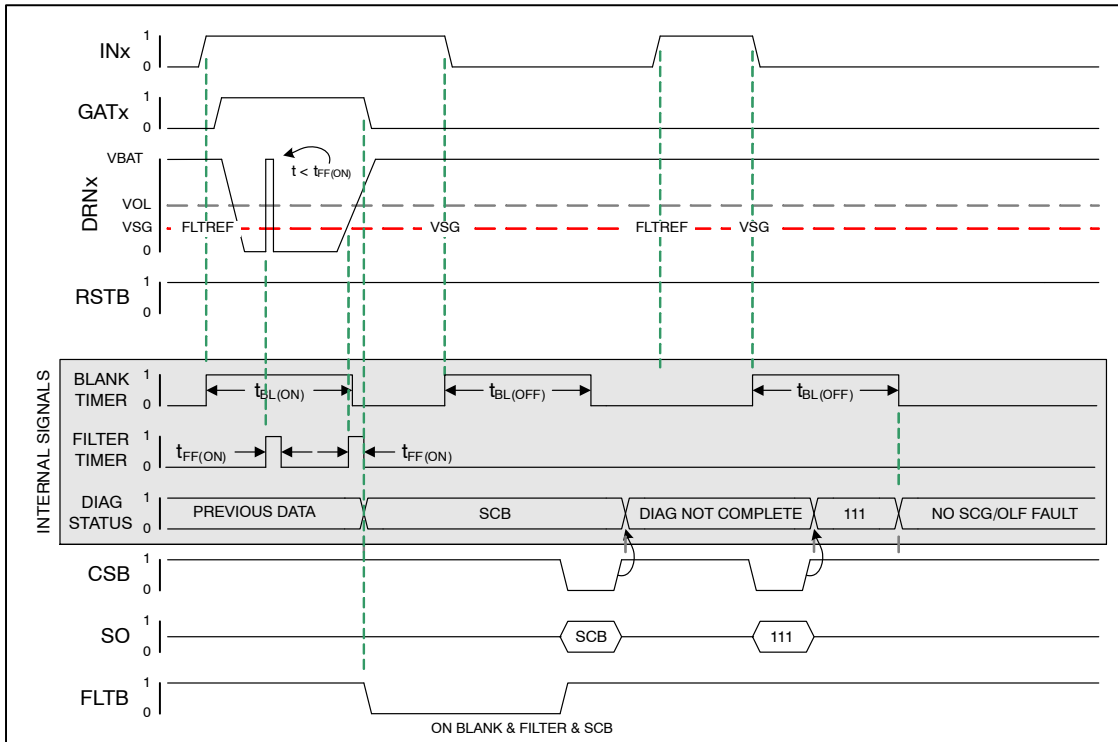 INx
1
0
GATx
1
0
DRNx
VBAT
VOL
VSG
0
t < tFF(ON)
FLTREF
VSG
FLTREF
VSG
RSTB
1
0
INTERNAL SIGNALS
BLANK
TIMER
1
0
tBL(ON)
tBL(OFF)
tBL(OFF)
FILTER
TIMER
1
0
tFF(ON)
tFF(ON)
DIAG
STATUS
1
0
PREVIOUS DATA
SCB
DIAG NOT COMPLETE
111
NO SCG/OLF FAULT
CSB
1
0
SO
1
0
SCB
111
FLTB
1
0
ON BLANK & FILTER & SCB